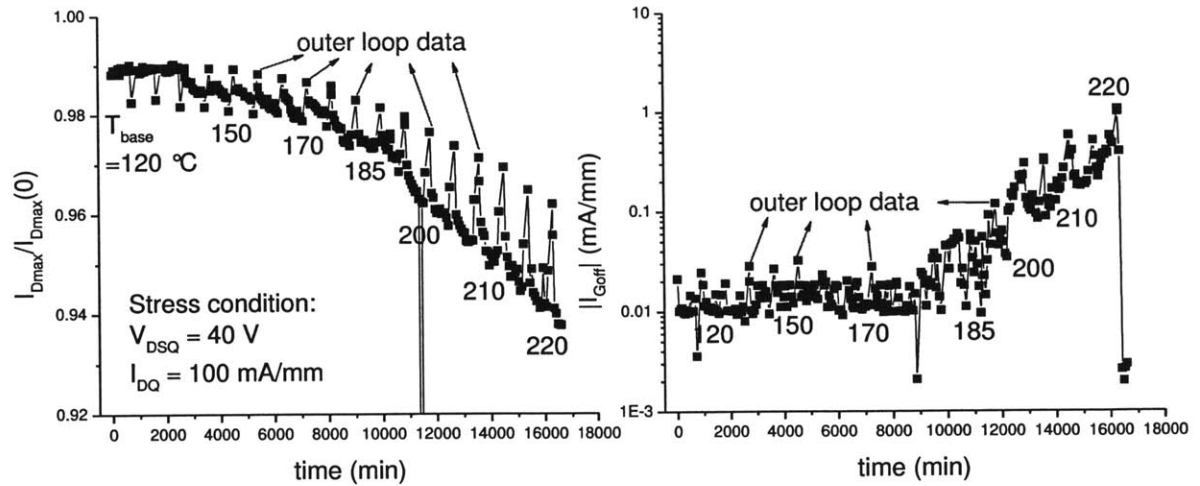 1.00
0.98
0.96
0.94
0.92
I_Dmax/I_Dmax(0)
outer loop data
T_base
=120 °C
150
170
185
200
210
220
Stress condition:
V_DSQ = 40 V
I_DQ = 100 mA/mm
0 2000 4000 6000 8000 10000 12000 14000 16000 18000
time (min)
10
1
0.1
0.01
1E-3
|I_Goff| (mA/mm)
220
outer loop data
210
200
120
150
170
185
0 2000 4000 6000 8000 10000 12000 14000 16000 18000
time (min)